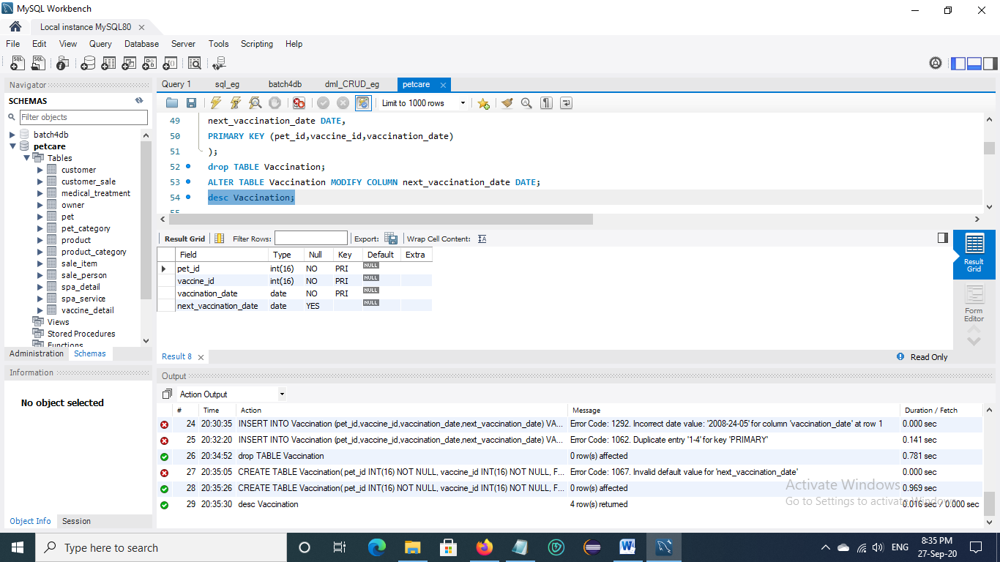 MySQL Workbench
Local instance MySQL80
File Edit View Query Database Server Tools Scripting Help
Navigator
SCHEMAS
Filter objects
batch4db
petcare
Tables
customer
customer_sale
medical_treatment
owner
pet
pet_category
product
product_category
sale_item
sale_person
spa_detail
spa_service
vaccine_detail
Views
Stored Procedures
Functions
Administration Schemas
Information
No object selected
Object Info Session
Query 1 sql_eg batch4db dml_CRUD_eg petcare
Limit to 1000 rows
49 next_vaccination_date DATE,
50 PRIMARY KEY (pet_id,vaccine_id,vaccination_date)
51 );
52 drop TABLE Vaccination;
53 ALTER TABLE Vaccination MODIFY COLUMN next_vaccination_date DATE;
54 desc Vaccination;
55
Result Grid Filter Rows: Export: Wrap Cell Content:
Field Type Null Key Default Extra
pet_id int(16) NO PRI NULL
vaccine_id int(16) NO PRI NULL
vaccination_date date NO PRI NULL
next_vaccination_date date YES NULL
Result Grid
Form Editor
Result 8
Read Only
Output
Action Output
# Time Action Message Duration / Fetch
24 20:30:35 INSERT INTO Vaccination (pet_id,vaccine_id,vaccination_date,next_vaccination_date) VA... Error Code: 1292. Incorrect date value: '2008-24-05' for column 'vaccination_date' at row 1 0.000 sec
25 20:32:20 INSERT INTO Vaccination (pet_id,vaccine_id,vaccination_date,next_vaccination_date) VA... Error Code: 1062. Duplicate entry '1-4' for key 'PRIMARY' 0.141 sec
26 20:34:52 drop TABLE Vaccination 0 row(s) affected 0.781 sec
27 20:35:05 CREATE TABLE Vaccination( pet_id INT(16) NOT NULL, vaccine_id INT(16) NOT NULL, F... Error Code: 1067. Invalid default value for 'next_vaccination_date' 0.000 sec
28 20:35:26 CREATE TABLE Vaccination( pet_id INT(16) NOT NULL, vaccine_id INT(16) NOT NULL, F... 0 row(s) affected 0.969 sec
29 20:35:30 desc Vaccination 4 row(s) returned 0.016 sec / 0.000 sec
Activate Windows
Go to Settings to activate Windows.
Type here to search
ENG
8:35 PM
27-Sep-20